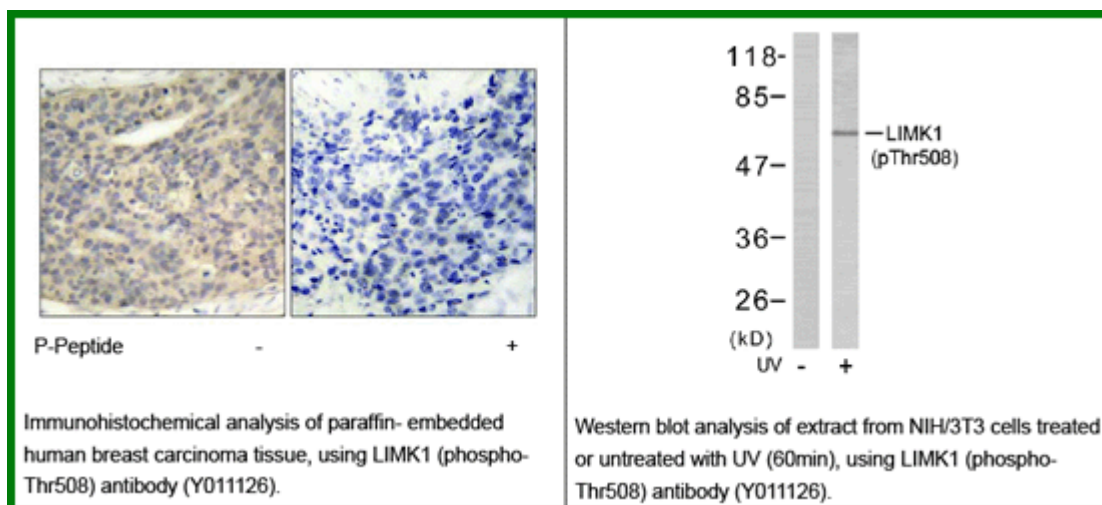 P-Peptide - +
Immunohistochemical analysis of paraffin- embedded
human breast carcinoma tissue, using LIMK1 (phospho-
Thr508) antibody (Y011126).
118-
85-
LIMK1
(pThr508)
47-
36-
26-
(kD)
UV - +
Western blot analysis of extract from NIH/3T3 cells treated
or untreated with UV (60min), using LIMK1 (phospho-
Thr508) antibody (Y011126).